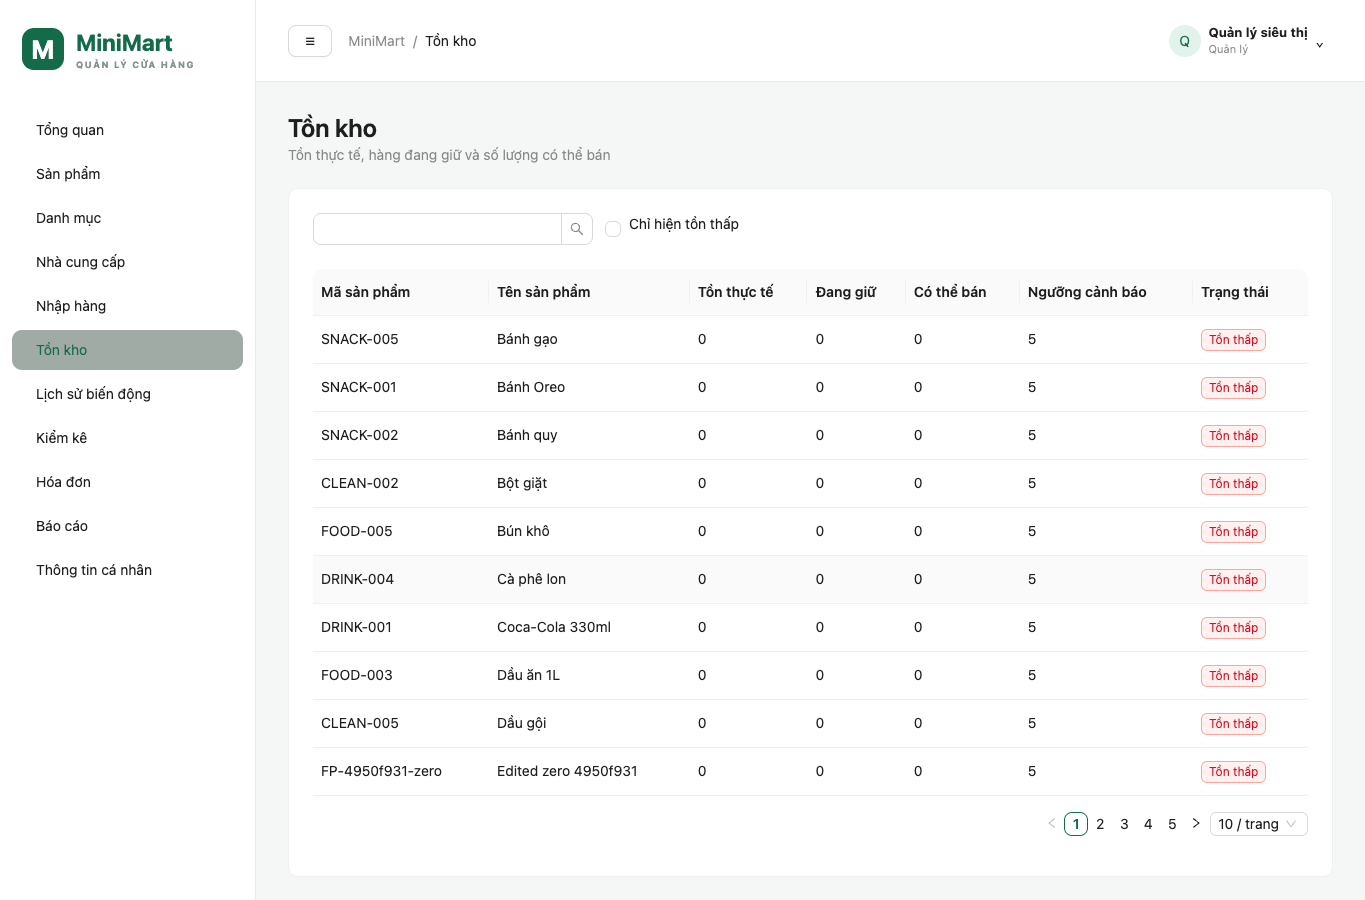 M MiniMart
QUẢN LÝ CỬA HÀNG
Tổng quan
Sản phẩm
Danh mục
Nhà cung cấp
Nhập hàng
Tồn kho
Lịch sử biến động
Kiểm kê
Hóa đơn
Báo cáo
Thông tin cá nhân
MiniMart / Tồn kho
Q Quản lý siêu thị
Quản lý
Tồn kho
Tồn thực tế, hàng đang giữ và số lượng có thể bán
Chỉ hiện tồn thấp
Mã sản phẩm Tên sản phẩm Tồn thực tế Đang giữ Có thể bán Ngưỡng cảnh báo Trạng thái
SNACK-005 Bánh gạo 0 0 0 5 Tồn thấp
SNACK-001 Bánh Oreo 0 0 0 5 Tồn thấp
SNACK-002 Bánh quy 0 0 0 5 Tồn thấp
CLEAN-002 Bột giặt 0 0 0 5 Tồn thấp
FOOD-005 Bún khô 0 0 0 5 Tồn thấp
DRINK-004 Cà phê lon 0 0 0 5 Tồn thấp
DRINK-001 Coca-Cola 330ml 0 0 0 5 Tồn thấp
FOOD-003 Dầu ăn 1L 0 0 0 5 Tồn thấp
CLEAN-005 Dầu gội 0 0 0 5 Tồn thấp
FP-4950f931-zero Edited zero 4950f931 0 0 0 5 Tồn thấp
1 2 3 4 5 10 / trang